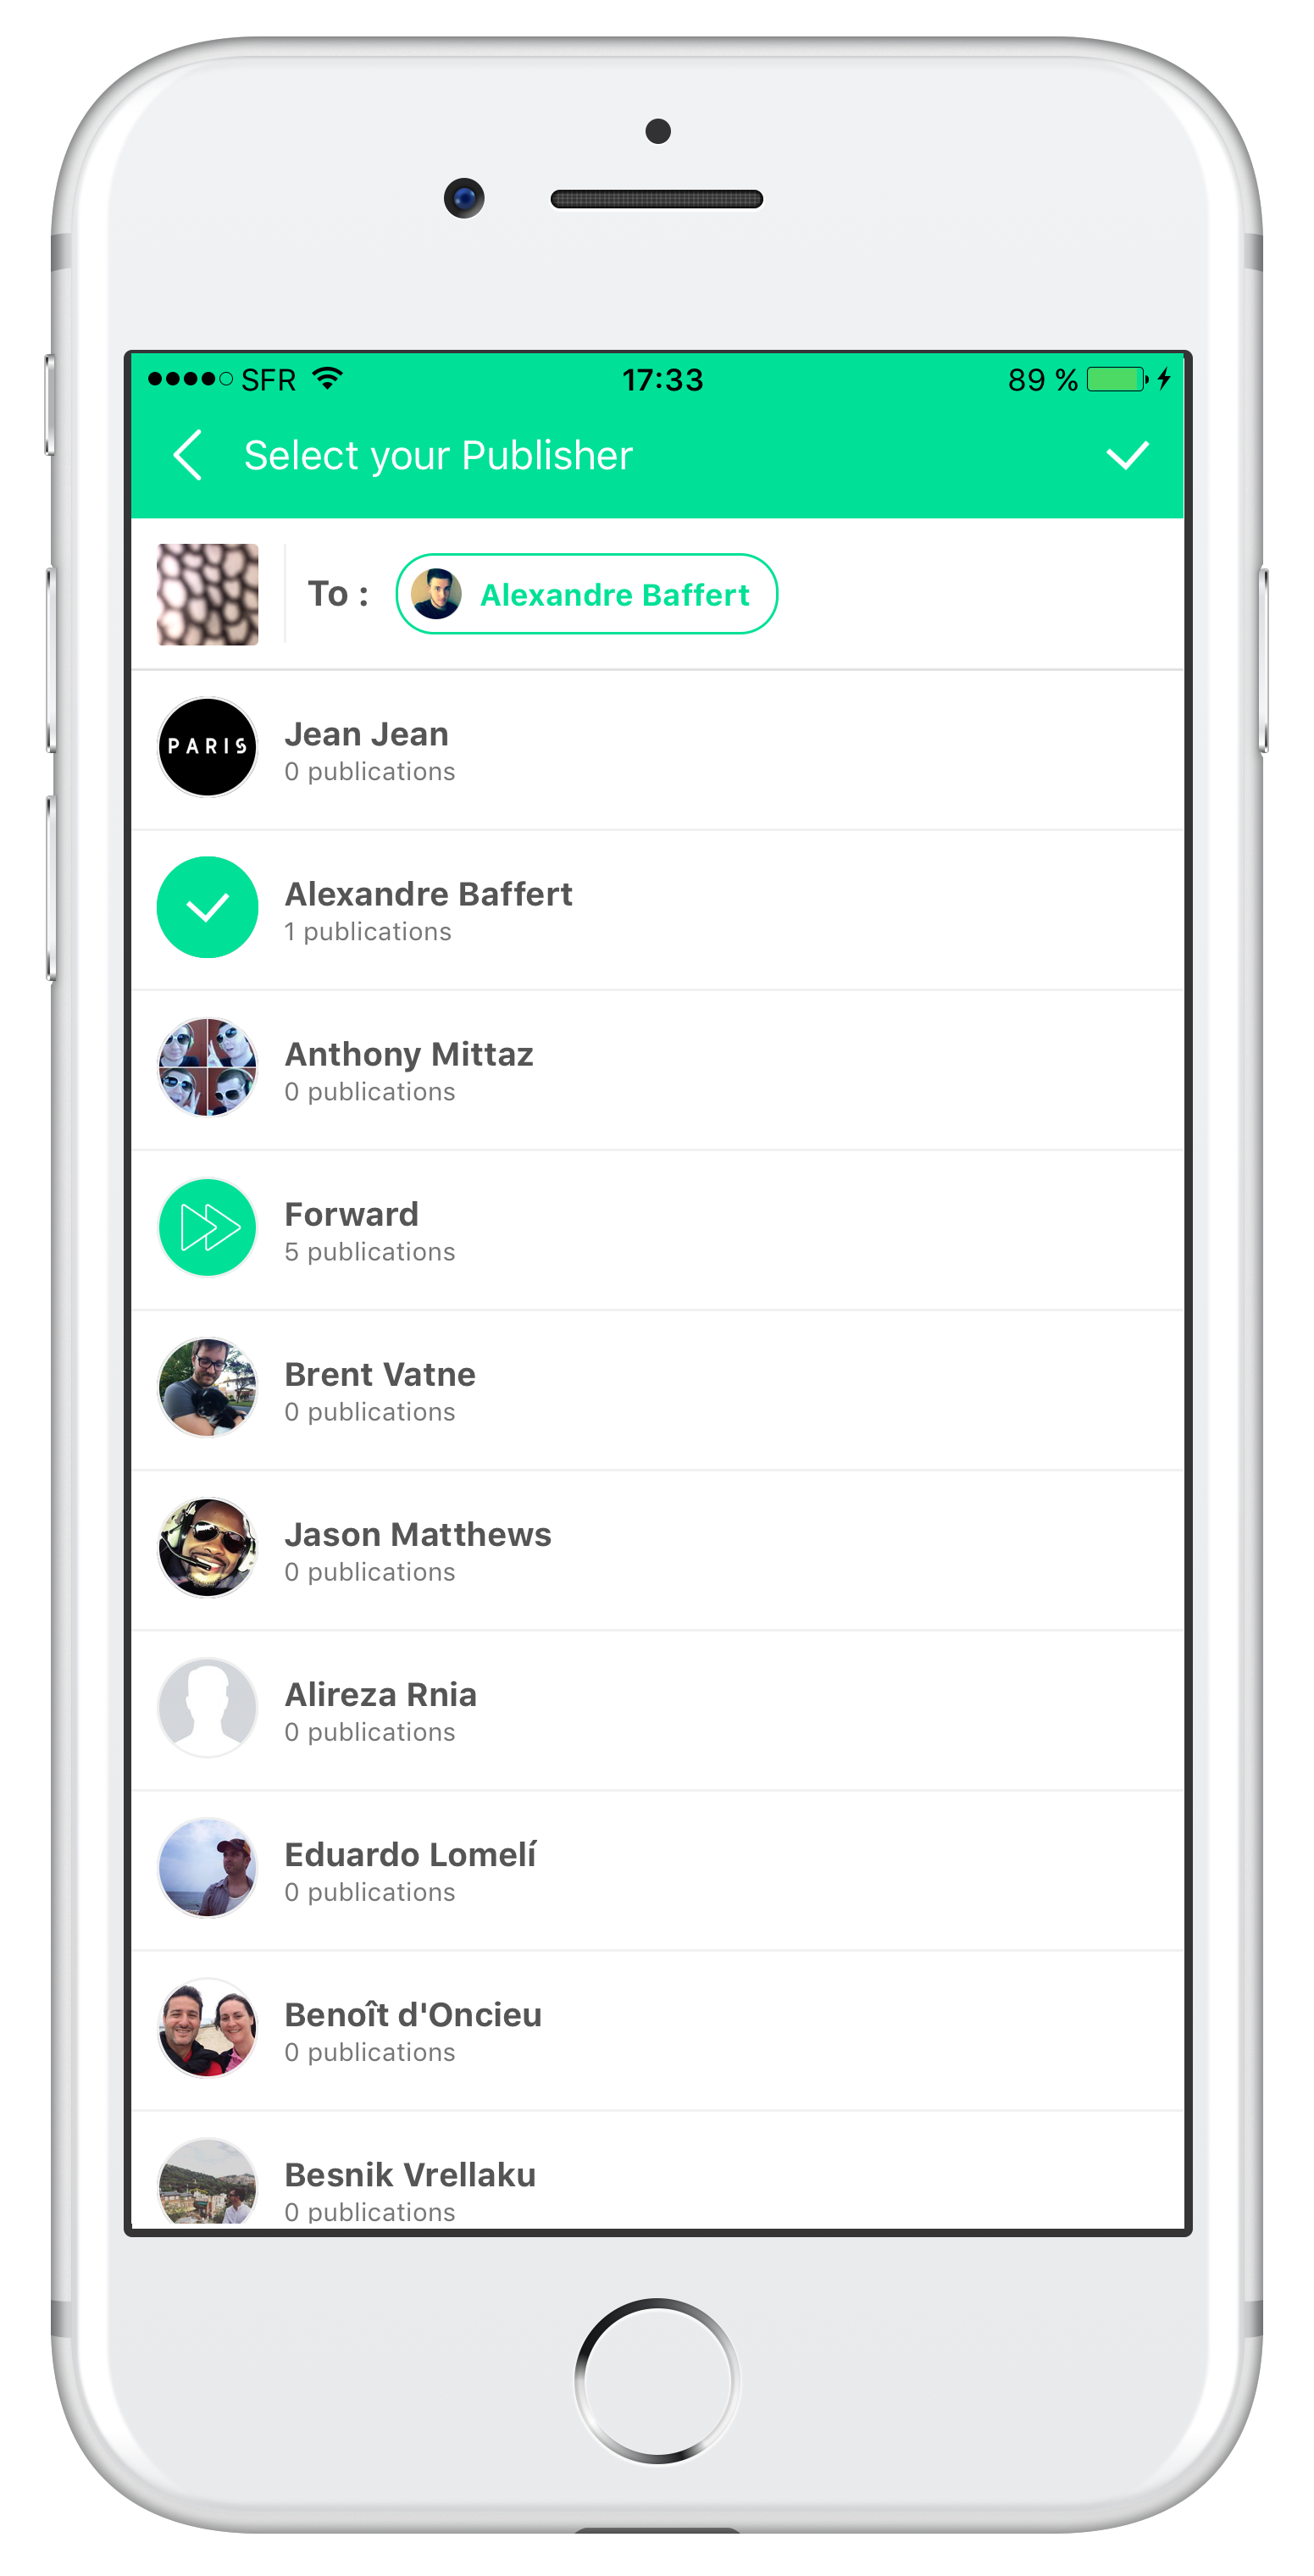 SFR
17:33
89 %
Select your Publisher
To :
Alexandre Baffert
PARIS
Jean Jean
0 publications
Alexandre Baffert
1 publications
Anthony Mittaz
0 publications
Forward
5 publications
Brent Vatne
0 publications
Jason Matthews
0 publications
Alireza Rnia
0 publications
Eduardo Lomelí
0 publications
Benoît d'Oncieu
0 publications
Besnik Vrellaku
0 publications